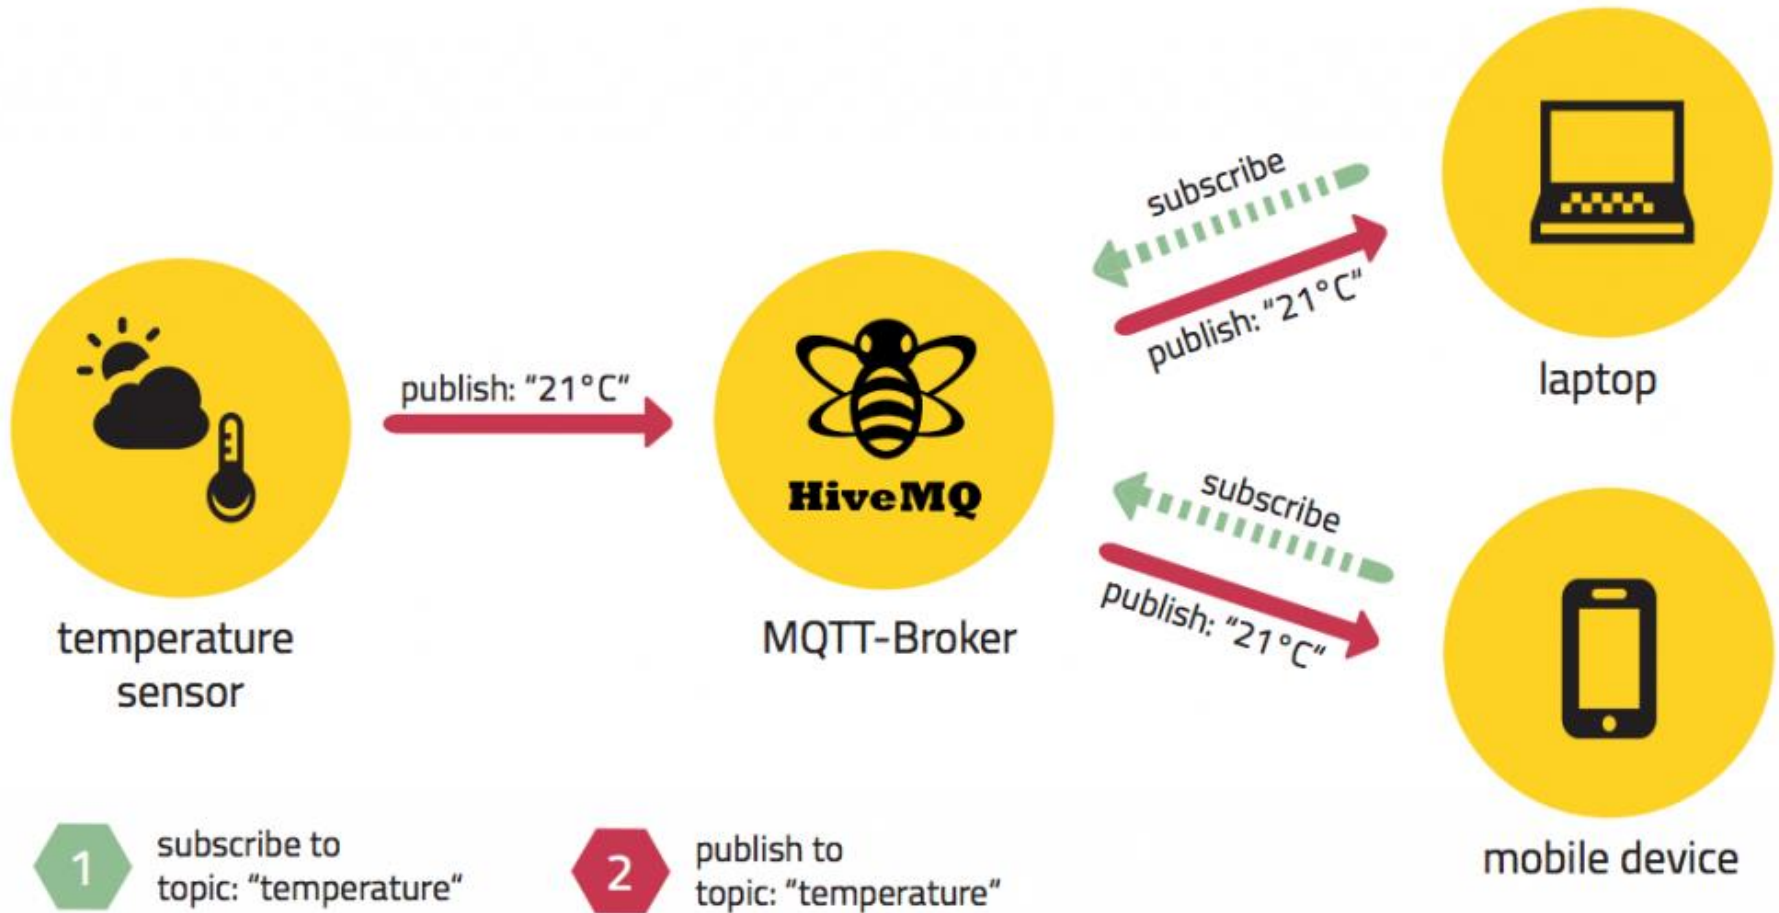 subscribe
publish: "21°C"
laptop
publish: "21°C"
HiveMQ
MQTT-Broker
temperature
sensor
subscribe
publish: "21°C"
mobile device
1
subscribe to
topic: "temperature"
2
publish to
topic: "temperature"